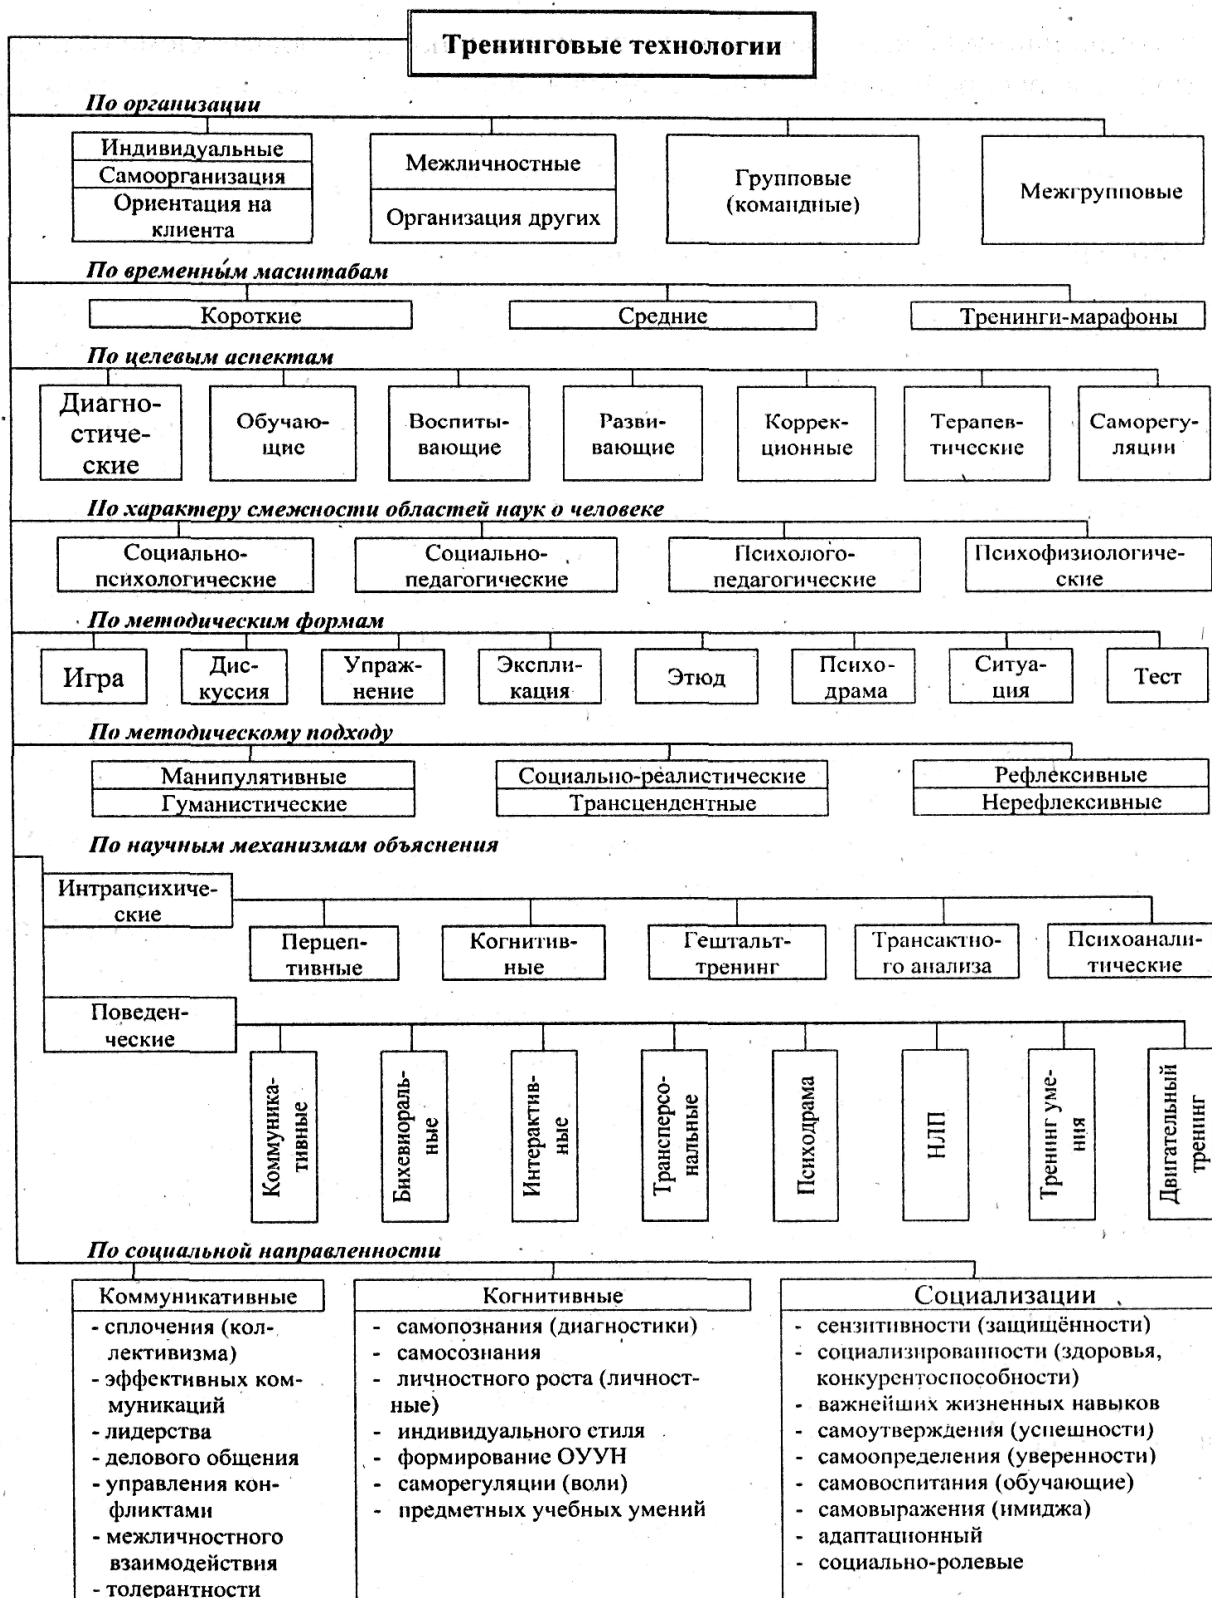 Тренинговые технологии
По организации
Индивидуальные
Самоорганизация
Ориентация на
клиента
Межличностные
Организация других
Групповые
(командные)
Межгрупповые
По временны́м масштабам
Короткие
Средние
Тренинги-марафоны
По целевым аспектам
Диагно-
стиче-
ские
Обучаю-
щие
Воспиты-
вающие
Разви-
вающие
Коррек-
ционные
Терапев-
тические
Саморегу-
ляции
По характеру смежности областей наук о человеке
Социально-
психологические
Социально-
педагогические
Психолого-
педагогические
Психофизиологиче-
ские
По методическим формам
Игра
Дис-
куссия
Упраж-
нение
Экспли-
кация
Этюд
Психо-
драма
Ситуа-
ция
Тест
По методическому подходу
Манипулятивные
Гуманистические
Социально-реалистические
Трансцендентные
Рефлексивные
Нерефлексивные
По научным механизмам объяснения
Интрапсихиче-
ские
Перцеп-
тивные
Когнитив-
ные
Гештальт-
тренинг
Трансактно-
го анализа
Психоанали-
тические
Поведен-
ческие
Коммуника-
тивные
Бихевиораль-
ные
Интерактив-
ные
Трансперсо-
нальные
Психодрама
НЛП
Тренинг уме-
ния
Двигательный
тренинг
По социальной направленности
Коммуникативные
- сплочения (кол-
лективизма)
- эффективных ком-
муникаций
- лидерства
- делового общения
- управления кон-
фликтами
- межличностного
взаимодействия
- толерантности
Когнитивные
- самопознания (диагностики)
- самосознания
- личностного роста (личност-
ные)
- индивидуального стиля
- формирование ОУУН
- саморегуляции (воли)
- предметных учебных умений
Социализации
- сензитивности (защищённости)
- социализированности (здоровья,
конкурентоспособности)
- важнейших жизненных навыков
- самоутверждения (успешности)
- самоопределения (уверенности)
- самовоспитания (обучающие)
- самовыражения (имиджа)
- адаптационный
- социально-ролевые